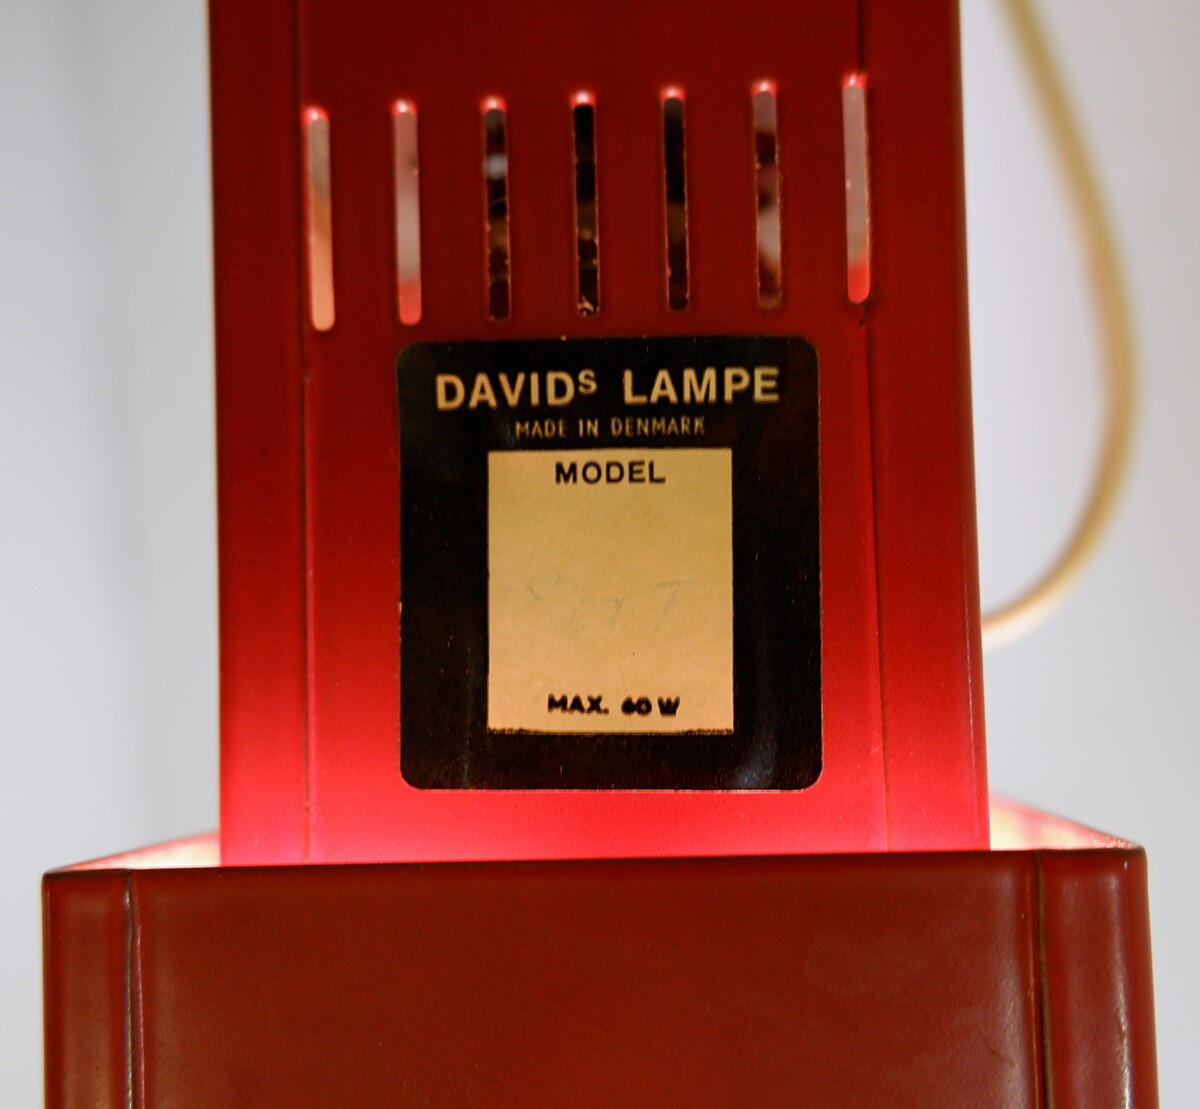 DAVIDS LAMPE
MADE IN DENMARK
MODEL
MAX. 60 W